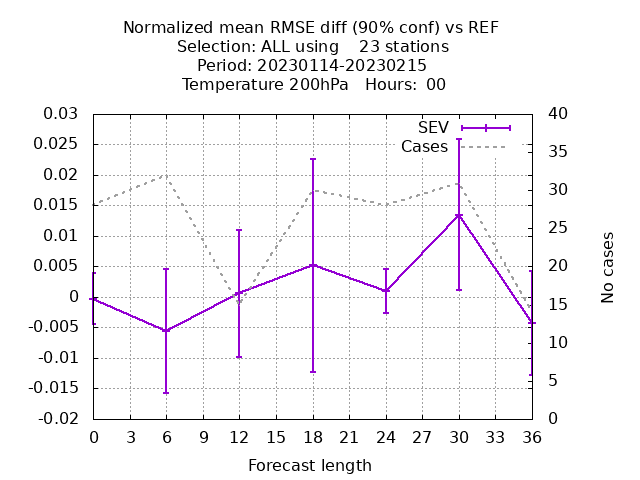 Normalized mean RMSE diff (90% conf) vs REF
Selection: ALL using    23 stations
Period: 20230114-20230215
Temperature 200hPa   Hours:  00
SEV
Cases
0.03
0.025
0.02
0.015
0.01
0.005
0
-0.005
-0.01
-0.015
-0.02
40
35
30
25
20
15
10
5
0
No cases
0 3 6 9 12 15 18 21 24 27 30 33 36
Forecast length